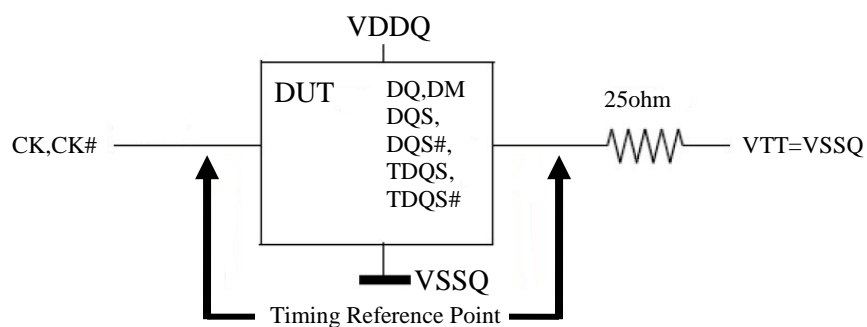 VDDQ
DUT
DQ,DM
DQS,
DQS#,
TDQS,
TDQS#
25ohm
CK,CK#
VTT=VSSQ
VSSQ
Timing Reference Point